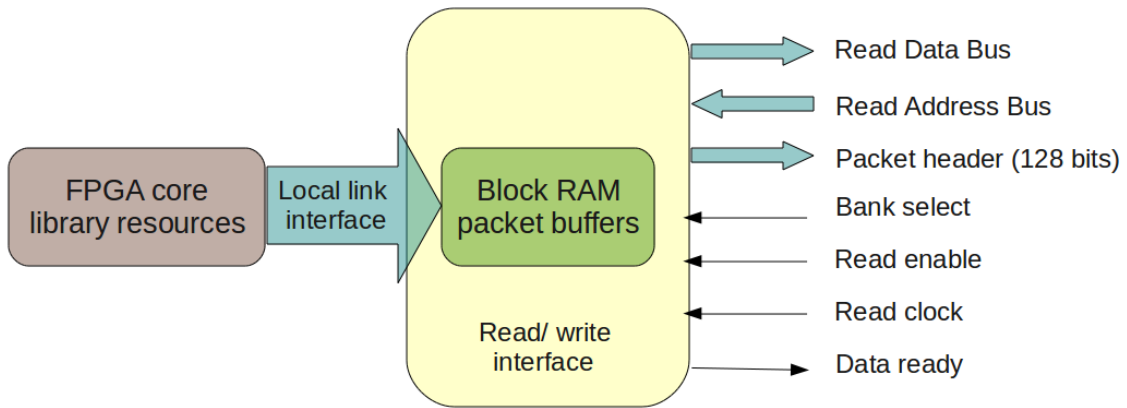 FPGA core
library resources
Local link
interface
Block RAM
packet buffers
Read/ write
interface
Read Data Bus
Read Address Bus
Packet header (128 bits)
Bank select
Read enable
Read clock
Data ready